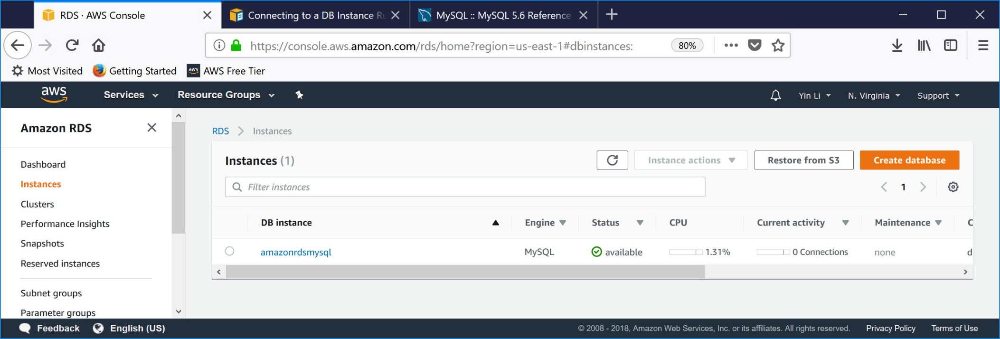 RDS · AWS Console
Connecting to a DB Instance Ru
MySQL :: MySQL 5.6 Reference
https://console.aws.amazon.com/rds/home?region=us-east-1#dbinstances:
80%
Most Visited
Getting Started
aws
AWS Free Tier
aws
Services
Resource Groups
Yin Li
N. Virginia
Support
Amazon RDS
Dashboard
Instances
Clusters
Performance Insights
Snapshots
Reserved instances
Subnet groups
Parameter groups
RDS > Instances
Instances (1)
Instance actions
Restore from S3
Create database
Filter instances
1
DB instance Engine Status CPU Current activity Maintenance C
amazonrdsmysql MySQL available 1.31% 0 Connections none d
Feedback
English (US)
© 2008 - 2018, Amazon Web Services, Inc. or its affiliates. All rights reserved.
Privacy Policy
Terms of Use